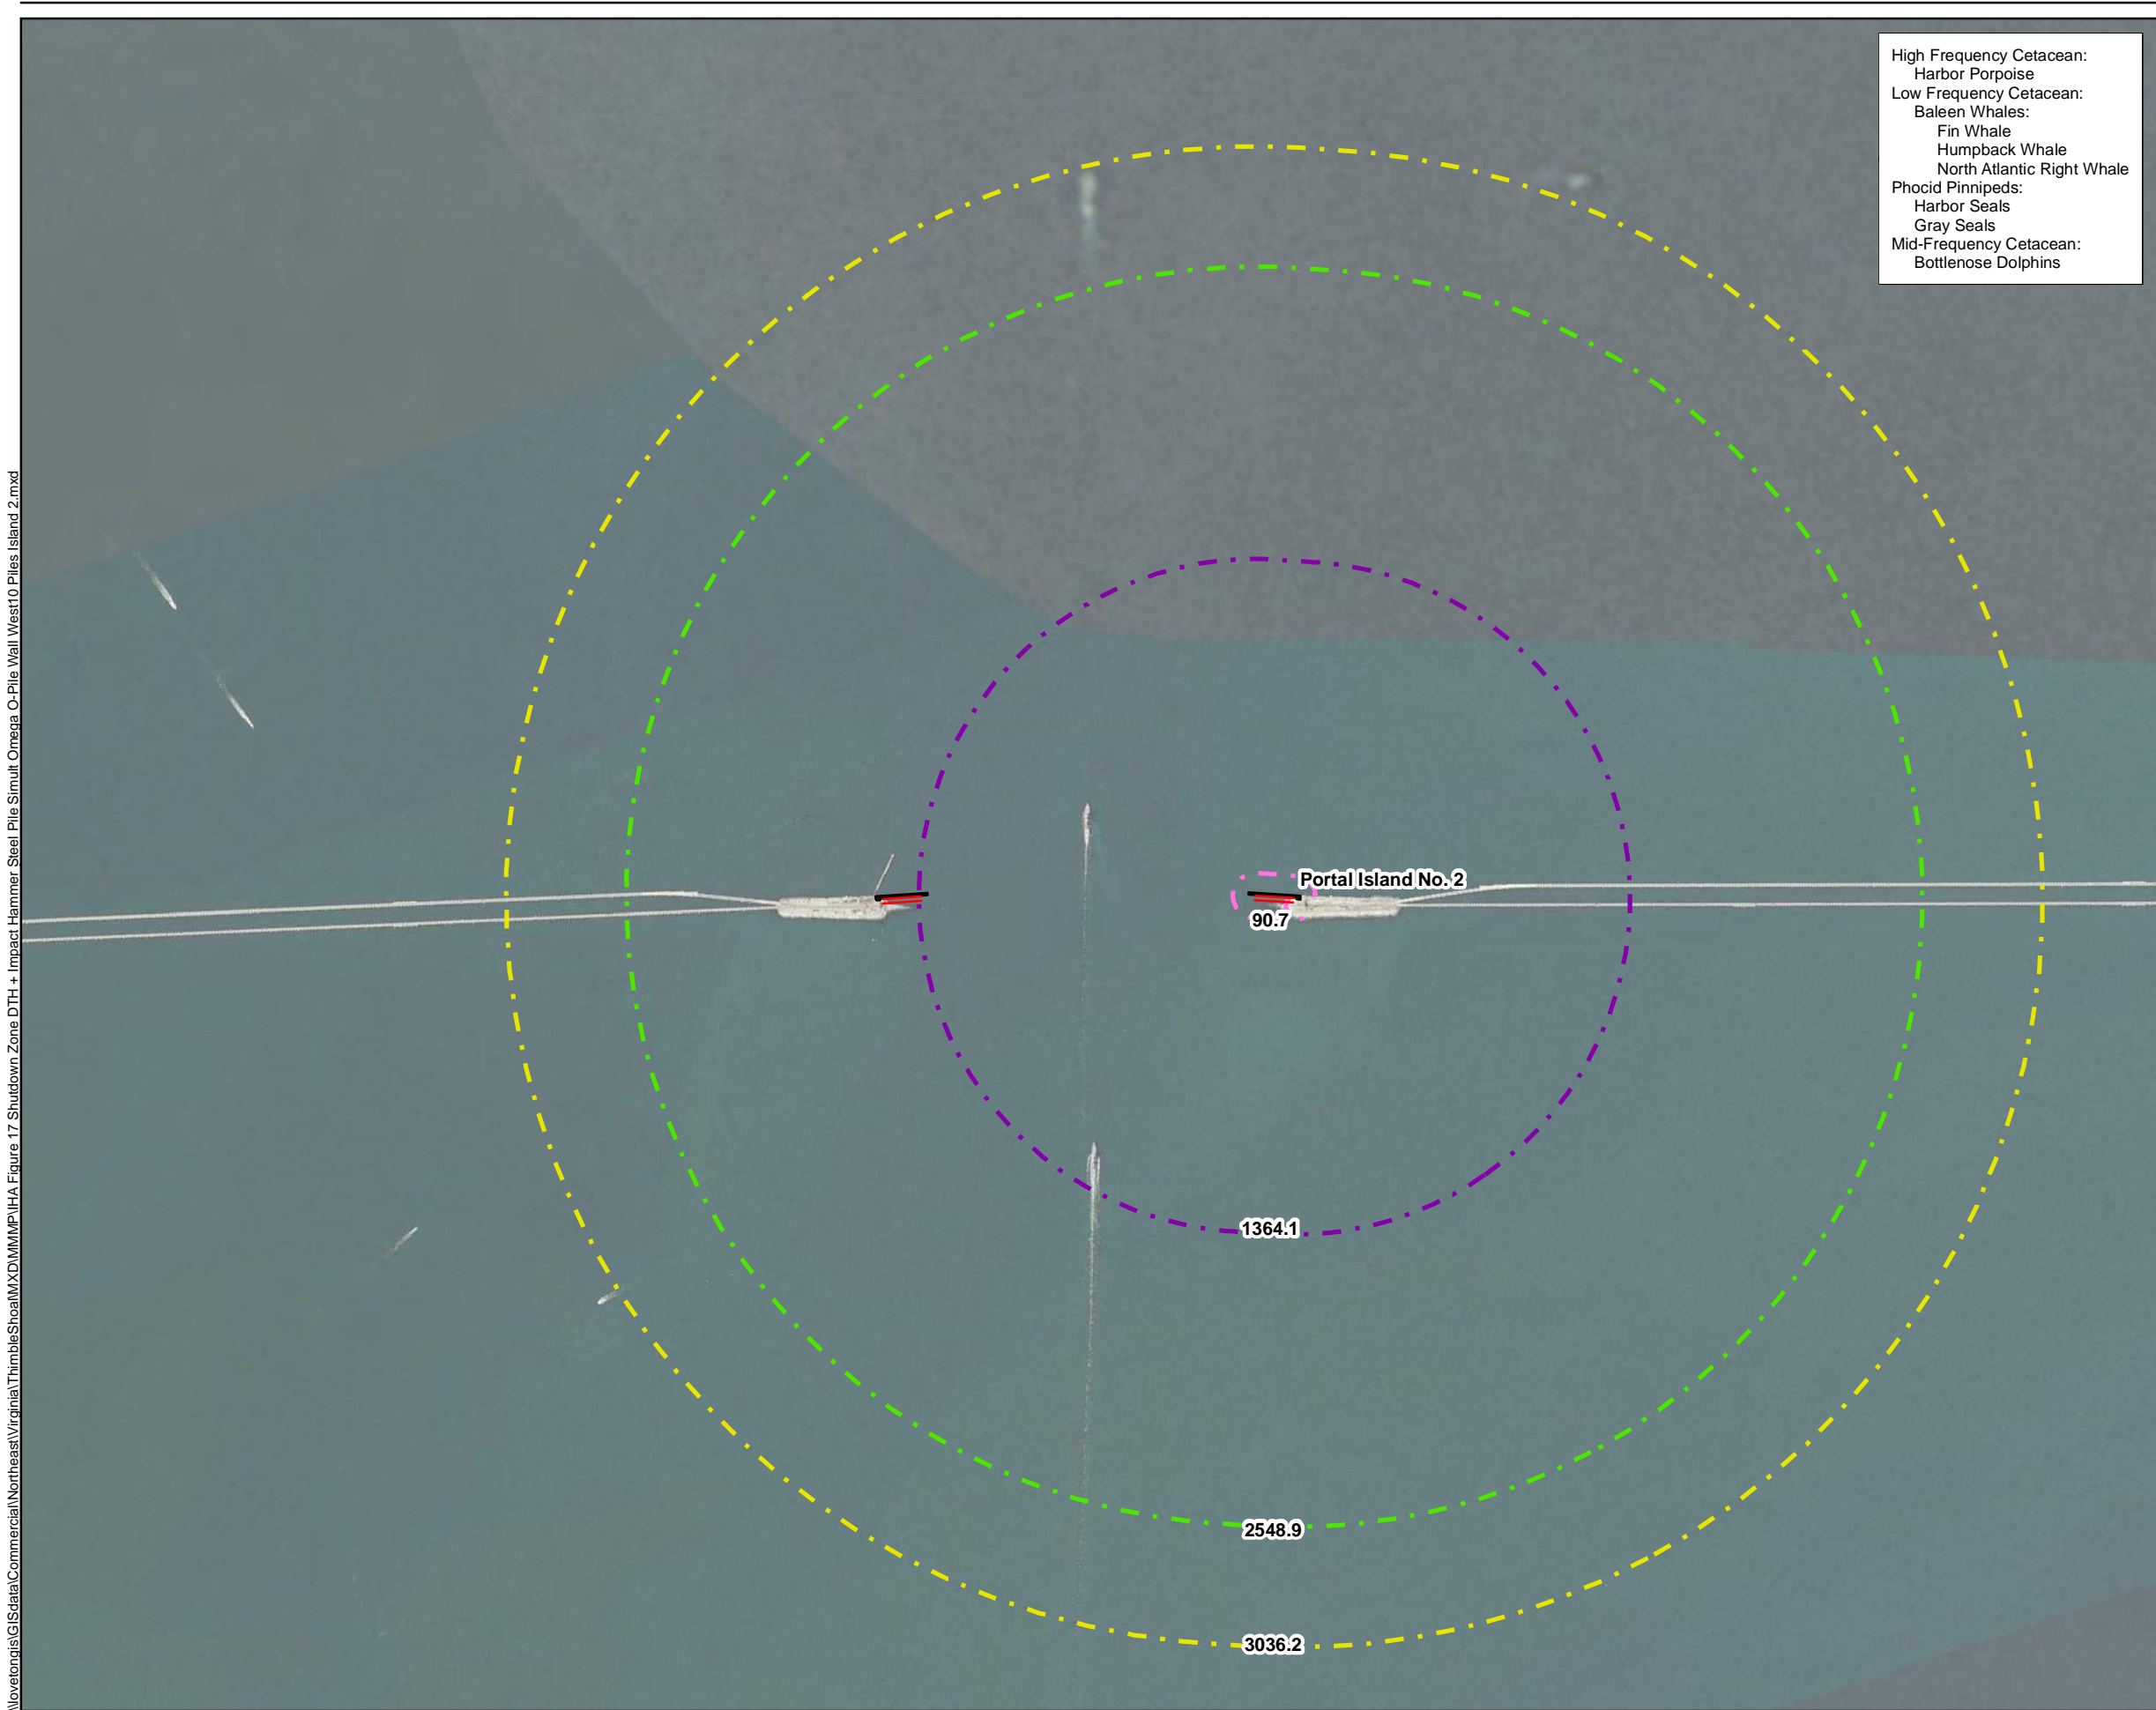 High Frequency Cetacean:
Harbor Porpoise
Low Frequency Cetacean:
Baleen Whales:
Fin Whale
Humpback Whale
North Atlantic Right Whale
Phocid Pinnipeds:
Harbor Seals
Gray Seals
Mid-Frequency Cetacean:
Bottlenose Dolphins
Portal Island No. 2
90.7
1364.1
2548.9
3036.2
\\lovetongis\GISdata\Commercial\Northeast\Virginia\ThimbleShoal\MXD\MMMP\IHA Figure 17 Shutdown Zone DTH + Impact Hammer Steel Pile Simult Omega O-Pile Wall West10 Piles Island 2.mxd